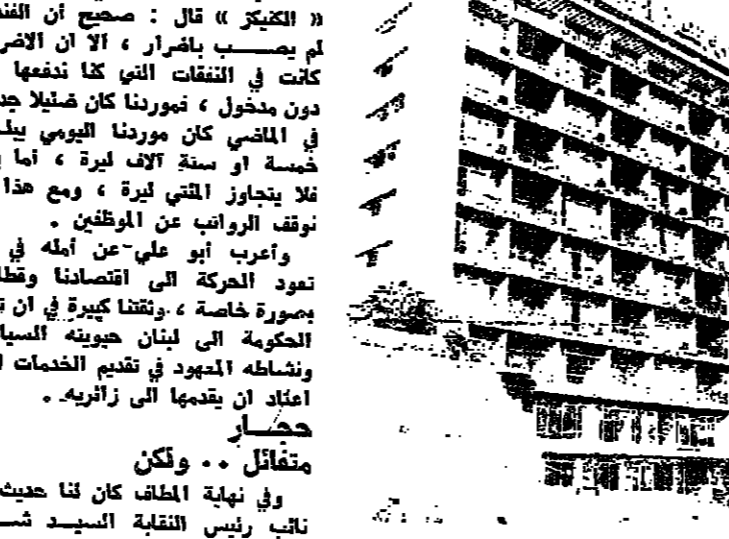 « الكنيكز » قال : صحيح أن الفند
لم يصـــب باضرار ، الا ان الاضر
كانت في النفقات التي كنا ندفعها
دون مدخول ، فموردنا كان ضئيلا جد
في الماضي كان موردنا اليومي يبلـ
خمسة او ستة آلاف ليرة ، أما
فلا يتجاوز المئتي ليرة ، ومع هذا
نوقف الرواتب عن الموظفين .
وأعرب أبو علي عن أمله في
تعود الحركة الى اقتصادنا وقطا
بصورة خاصة ، وثقتنا كبيرة في ان تـ
الحكومة الى لبنان حيويته السيا
ونشاطه المعهود في تقديم الخدمات ا
اعتاد ان يقدمها الى زائريه .
حجــار
متفائل .. ولكن
وفي نهاية المطاف كان لنا حديث
نائب رئيس النقابة السيـد شـــ